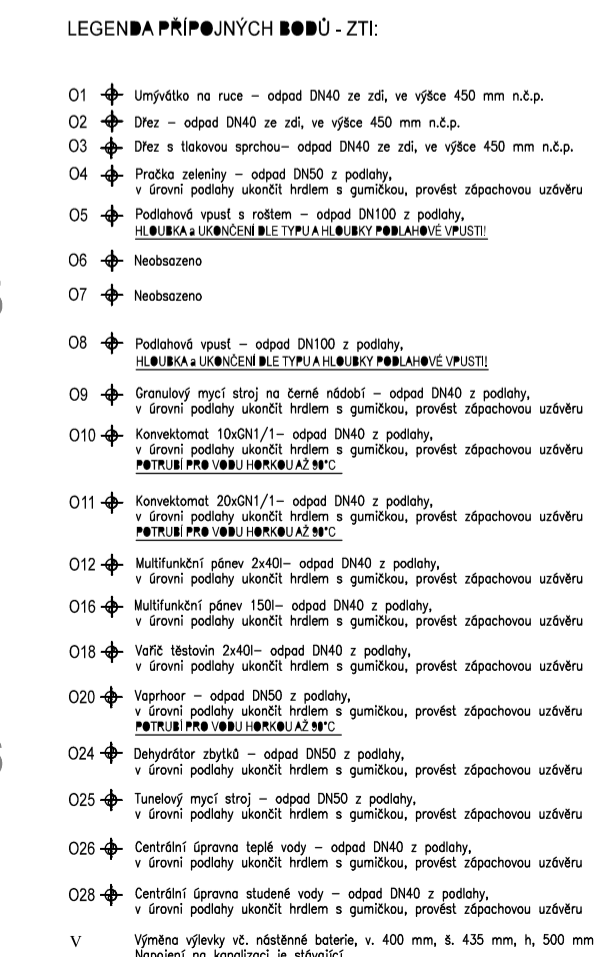 LEGENDA PŘÍPOJNÝCH BODŮ - ZTI:
O1 Umývátko na ruce – odpad DN40 ze zdi, ve výšce 450 mm n.č.p.
O2 Dřez – odpad DN40 ze zdi, ve výšce 450 mm n.č.p.
O3 Dřez s tlakovou sprchou– odpad DN40 ze zdi, ve výšce 450 mm n.č.p.
O4 Pračka zeleniny – odpad DN50 z podlahy,
v úrovni podlahy ukončit hrdlem s gumičkou, provést zápachovou uzávěru
O5 Podlahová vpusť s roštem – odpad DN100 z podlahy,
HLOUBKA a UKONČENÍ DLE TYPU A HLOUBKY PODLAHOVÉ VPUSTI!
O6 Neobsazeno
O7 Neobsazeno
O8 Podlahová vpusť – odpad DN100 z podlahy,
HLOUBKA a UKONČENÍ DLE TYPU A HLOUBKY PODLAHOVÉ VPUSTI!
O9 Granulový mycí stroj na černé nádobí – odpad DN40 z podlahy,
v úrovni podlahy ukončit hrdlem s gumičkou, provést zápachovou uzávěru
O10 Konvektomat 10xGN1/1– odpad DN40 z podlahy,
v úrovni podlahy ukončit hrdlem s gumičkou, provést zápachovou uzávěru
POTRUBÍ PRO VODU HORKOU AŽ 90°C
O11 Konvektomat 20xGN1/1– odpad DN40 z podlahy,
v úrovni podlahy ukončit hrdlem s gumičkou, provést zápachovou uzávěru
POTRUBÍ PRO VODU HORKOU AŽ 90°C
O12 Multifunkční pánev 2x40l– odpad DN40 z podlahy,
v úrovni podlahy ukončit hrdlem s gumičkou, provést zápachovou uzávěru
O16 Multifunkční pánev 150l– odpad DN40 z podlahy,
v úrovni podlahy ukončit hrdlem s gumičkou, provést zápachovou uzávěru
O18 Vařič těstovin 2x40l– odpad DN40 z podlahy,
v úrovni podlahy ukončit hrdlem s gumičkou, provést zápachovou uzávěru
O20 Vaprhoor – odpad DN50 z podlahy,
v úrovni podlahy ukončit hrdlem s gumičkou, provést zápachovou uzávěru
POTRUBÍ PRO VODU HORKOU AŽ 90°C
O24 Dehydrátor zbytků – odpad DN50 z podlahy,
v úrovni podlahy ukončit hrdlem s gumičkou, provést zápachovou uzávěru
O25 Tunelový mycí stroj – odpad DN50 z podlahy,
v úrovni podlahy ukončit hrdlem s gumičkou, provést zápachovou uzávěru
O26 Centrální úpravna teplé vody – odpad DN40 z podlahy,
v úrovni podlahy ukončit hrdlem s gumičkou, provést zápachovou uzávěru
O28 Centrální úpravna studené vody – odpad DN40 z podlahy,
v úrovni podlahy ukončit hrdlem s gumičkou, provést zápachovou uzávěru
V Výměna výlevky vč. nástěnné baterie, v. 400 mm, š. 435 mm, h, 500 mm
Napojení na kanalizaci je stávající